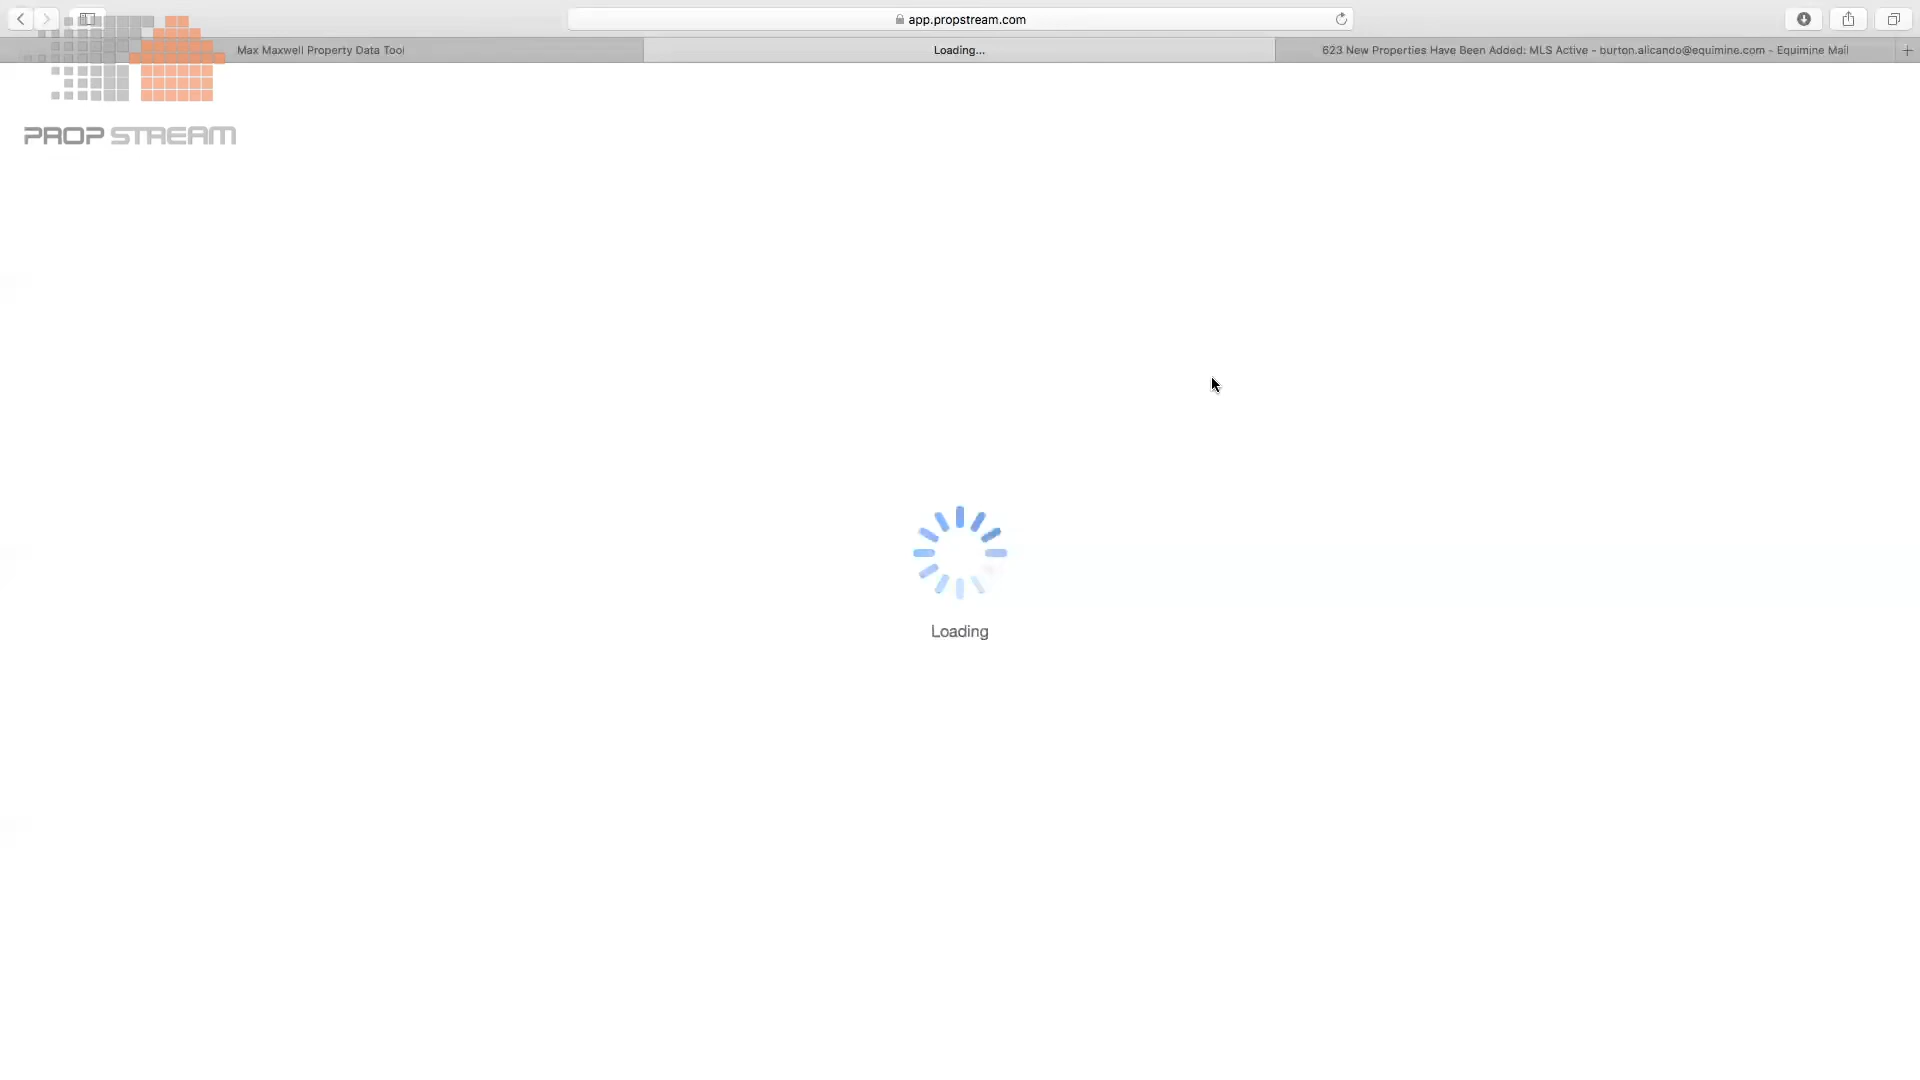 app.propstream.com
Max Maxwell Property Data Tool
Loading...
623 New Properties Have Been Added: MLS Active - burton.alicando@equimine.com - Equimine Mail
PROP STREAM
Loading